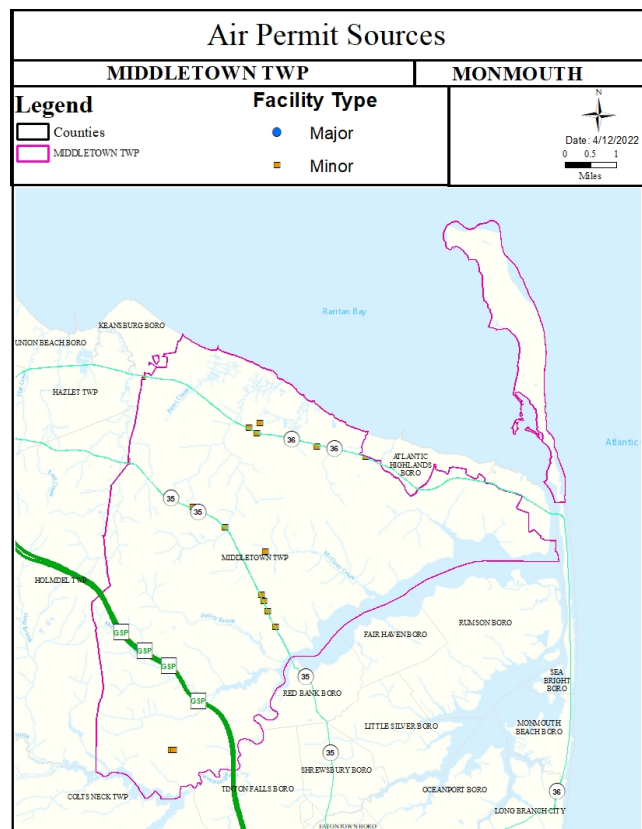 Air Permit Sources
MIDDLETOWN TWP
MONMOUTH
Legend
Counties
MIDDLETOWN TWP
Facility Type
Major
Minor
N
Date: 4/12/2022
0 0.5 1
Miles
Raritan Bay
KEANSBURG BORO
UNION BEACH BORO
HAZLET TWP
36
36
ATLANTIC
HIGHLANDS
BORO
Atlantic
35
35
MIDDLETOWN TWP
HOLMDEL TWP
GSP
GSP
GSP
GSP
FAIR HAVEN BORO
RUMSON BORO
35
RED BANK BORO
SEA
BRIGHT
BORO
LITTLE SILVER BORO
MONMOUTH
BEACH BORO
35
SHREWSBURY BORO
TINTON FALLS BORO
COLTS NECK TWP
OCEANPORT BORO
36
LONG BRANCH CITY
EATONTOWN BORO